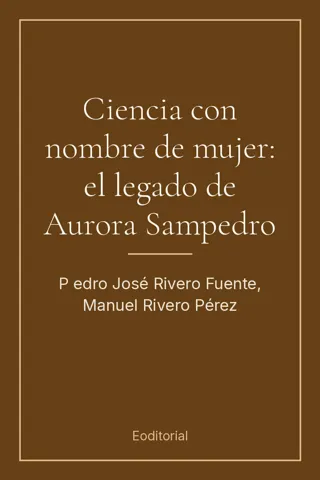 Ciencia con
nombre de mujer:
el legado de
Aurora Sampedro
P edro José Rivero Fuente,
Manuel Rivero Pérez
Eoditorial